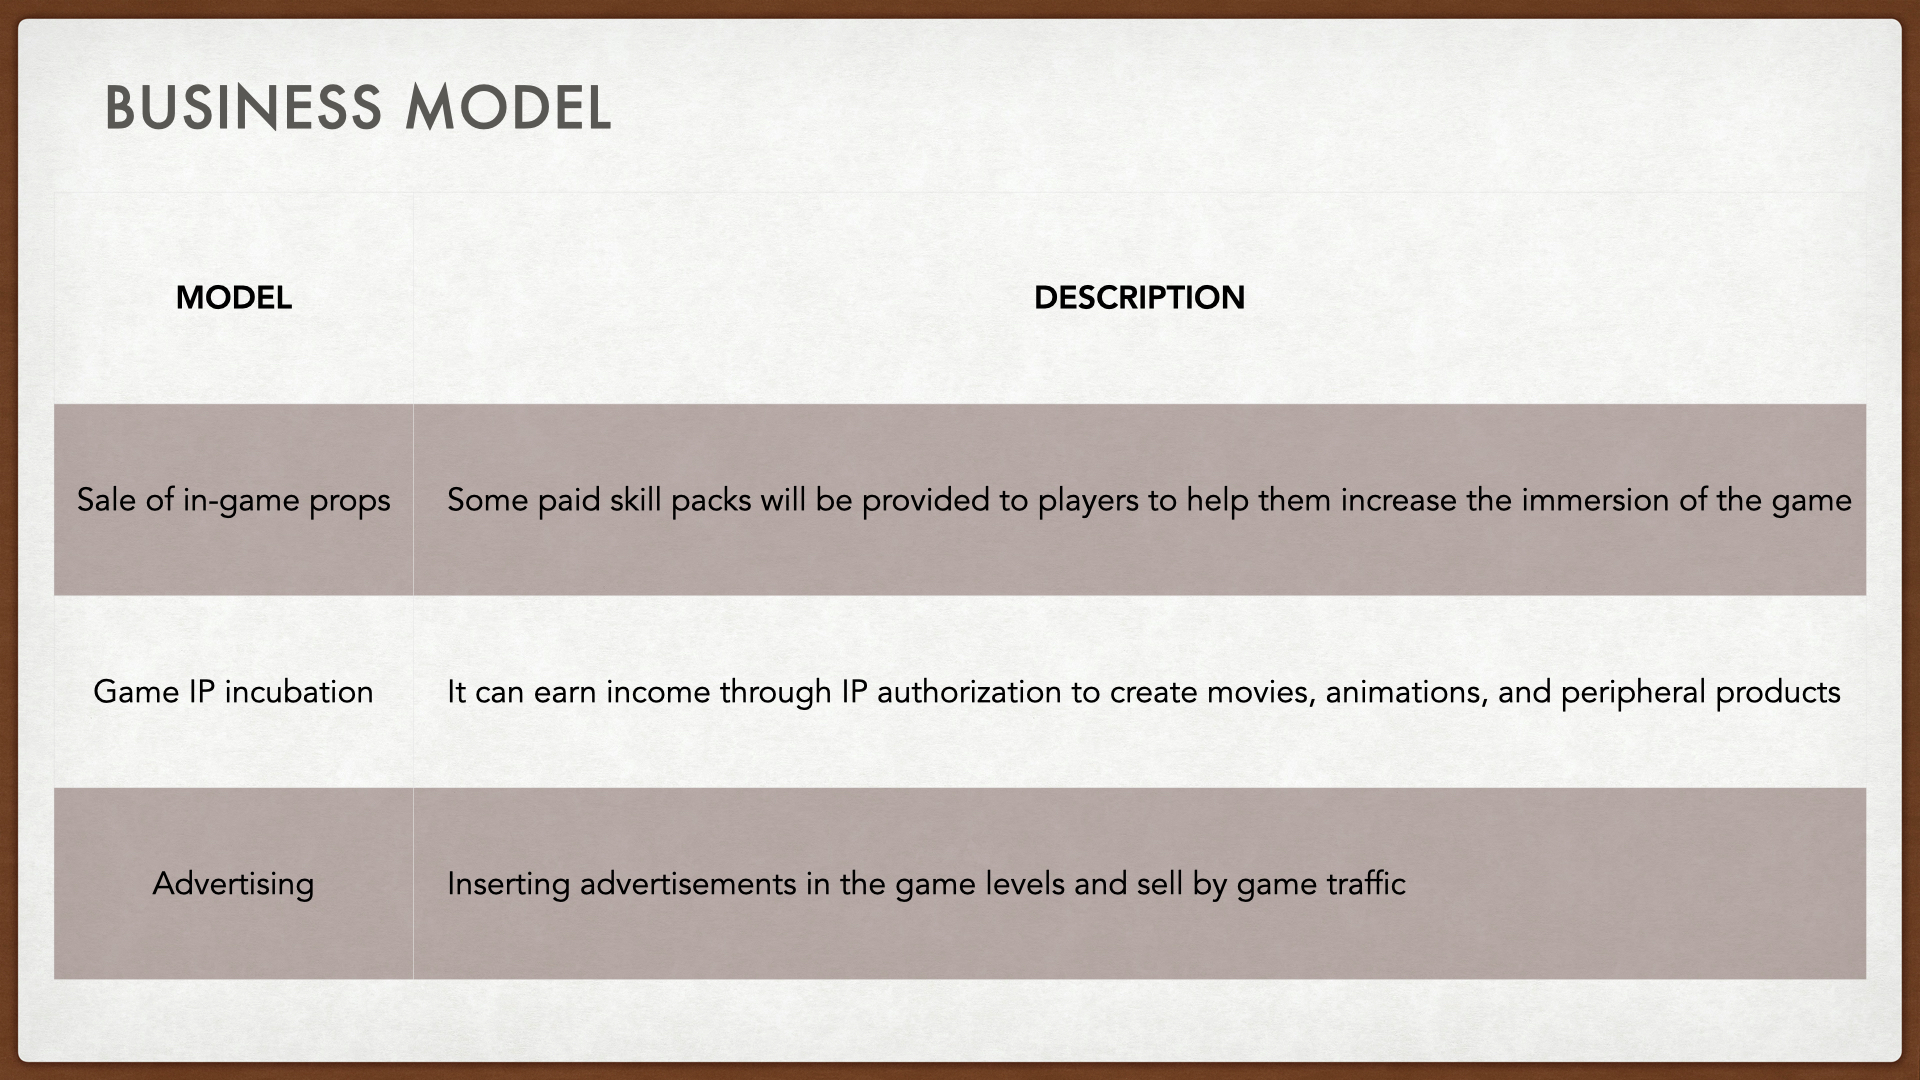 BUSINESS MODEL
MODEL
DESCRIPTION
Sale of in-game props
Some paid skill packs will be provided to players to help them increase the immersion of the game
Game IP incubation
It can earn income through IP authorization to create movies, animations, and peripheral products
Advertising
Inserting advertisements in the game levels and sell by game traffic